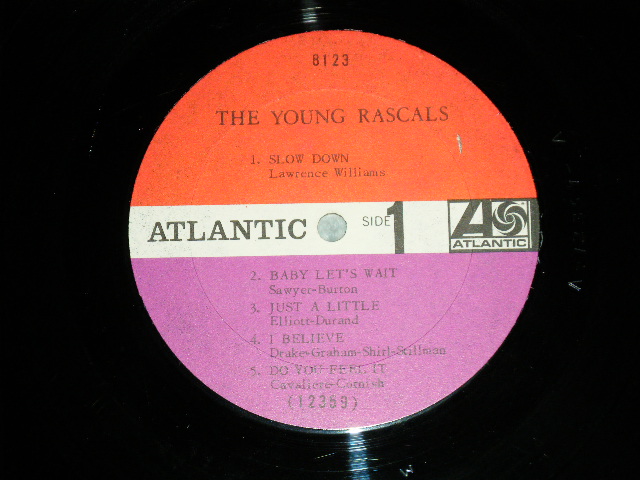 8123
THE YOUNG RASCALS
1. SLOW DOWN
Lawrence Williams
ATLANTIC
SIDE 1
ATLANTIC
2. BABY LET'S WAIT
Sawyer-Burton
3. JUST A LITTLE
Elliott-Durand
4. I BELIEVE
Drake-Graham-Shirl-Stillman
5. DO YOU FEEL IT
Cavaliere-Cornish
(12359)